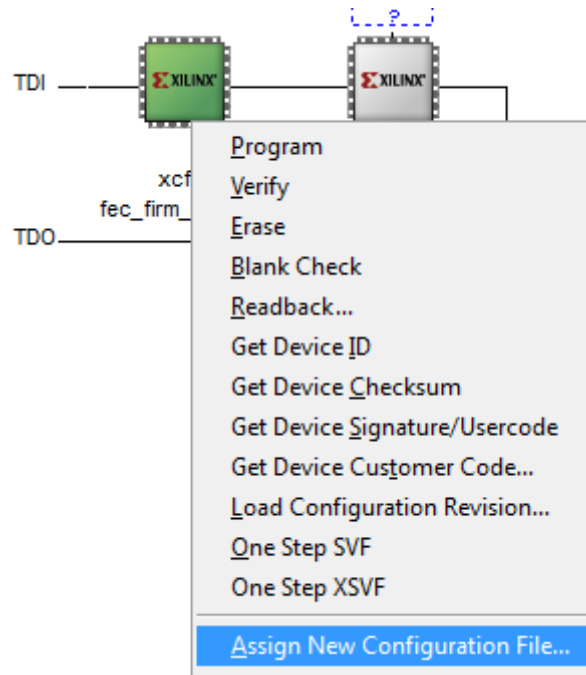 ?
TDI
XILINX®
XILINX®
xcf
fec_firm_
TDO
Program
Verify
Erase
Blank Check
Readback...
Get Device ID
Get Device Checksum
Get Device Signature/Usercode
Get Device Customer Code...
Load Configuration Revision...
One Step SVF
One Step XSVF
Assign New Configuration File...